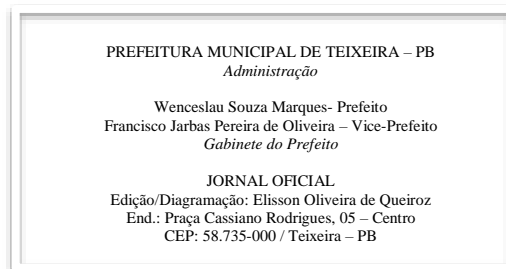 PREFEITURA MUNICIPAL DE TEIXEIRA – PB
Administração
Wenceslau Souza Marques- Prefeito
Francisco Jarbas Pereira de Oliveira – Vice-Prefeito
Gabinete do Prefeito
JORNAL OFICIAL
Edição/Diagramação: Elisson Oliveira de Queiroz
End.: Praça Cassiano Rodrigues, 05 – Centro
CEP: 58.735-000 / Teixeira – PB